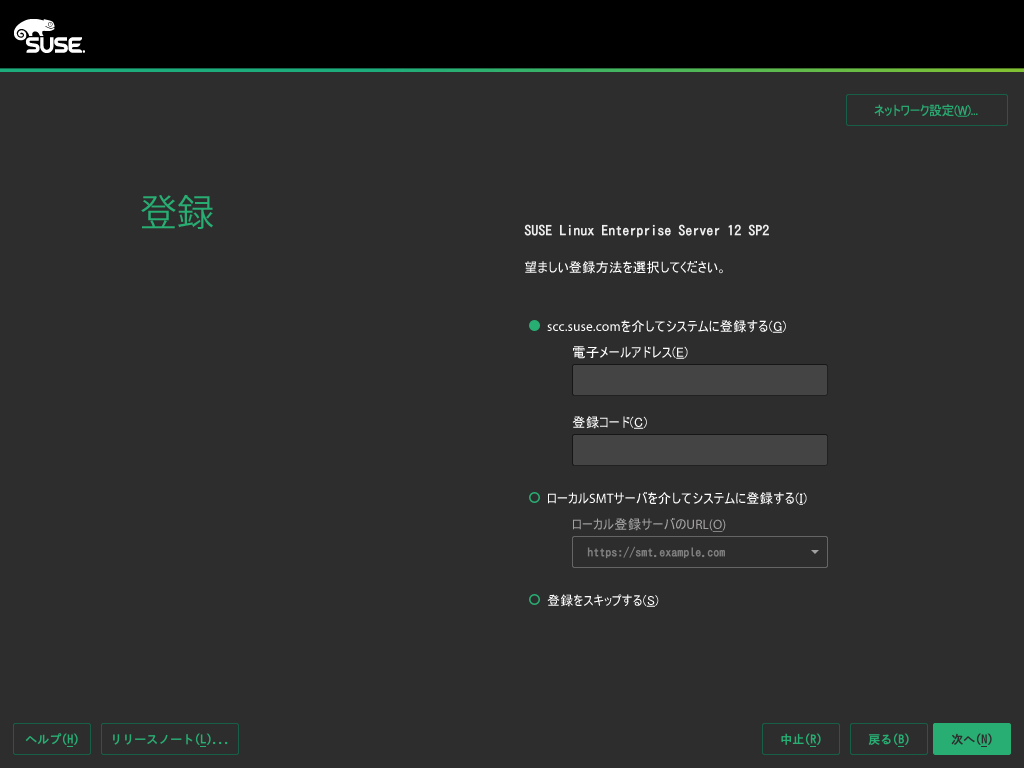 SUSE.
ネットワーク設定(W)...
登録
SUSE Linux Enterprise Server 12 SP2
望ましい登録方法を選択してください。
scc.suse.comを介してシステムに登録する(G)
電子メールアドレス(E)
登録コード(C)
ローカルSMTサーバを介してシステムに登録する(I)
ローカル登録サーバのURL(O)
https://smt.example.com
登録をスキップする(S)
ヘルプ(H) リリースノート(L)... 中止(R) 戻る(B) 次へ(N)